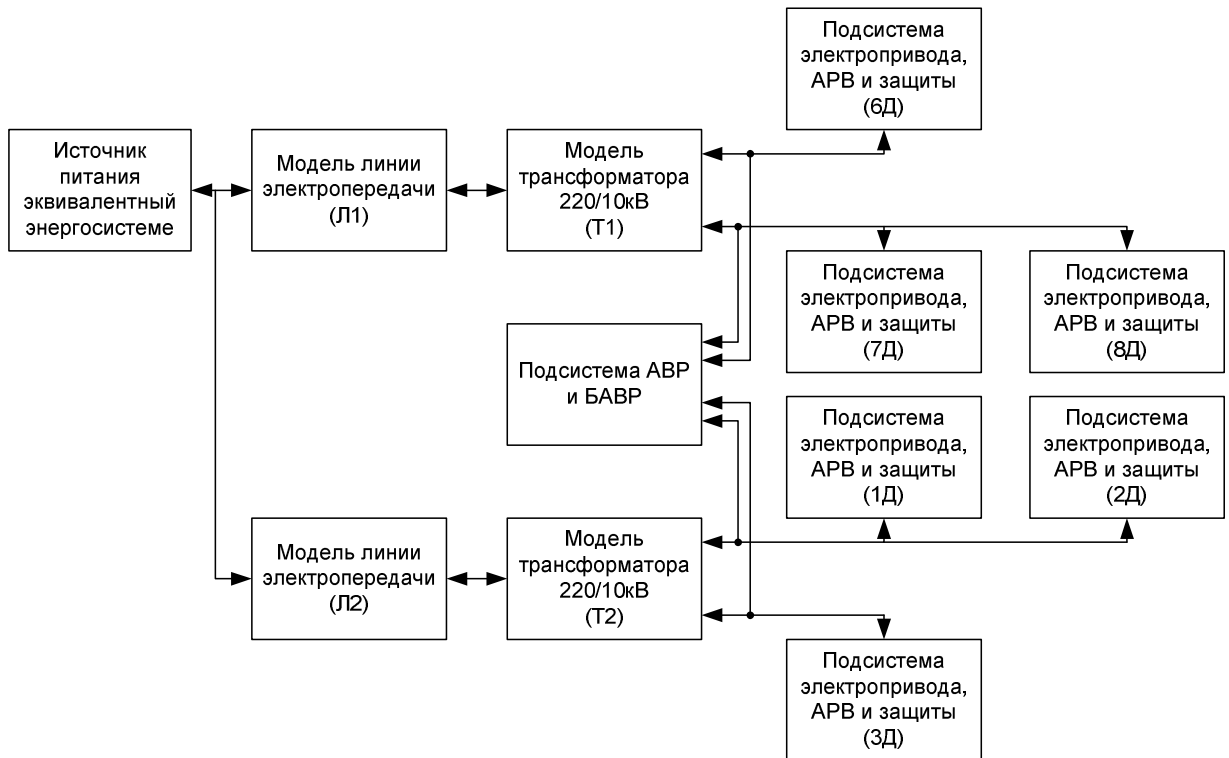 Подсистема
электропривода,
АРВ и защиты
(6Д)
Источник
питания
эквивалентный
энергосистеме
Модель линии
электропередачи
(Л1)
Модель
трансформатора
220/10кВ
(Т1)
Подсистема
электропривода,
АРВ и защиты
(7Д)
Подсистема
электропривода,
АРВ и защиты
(8Д)
Подсистема АВР
и БАВР
Подсистема
электропривода,
АРВ и защиты
(1Д)
Подсистема
электропривода,
АРВ и защиты
(2Д)
Модель линии
электропередачи
(Л2)
Модель
трансформатора
220/10кВ
(Т2)
Подсистема
электропривода,
АРВ и защиты
(3Д)